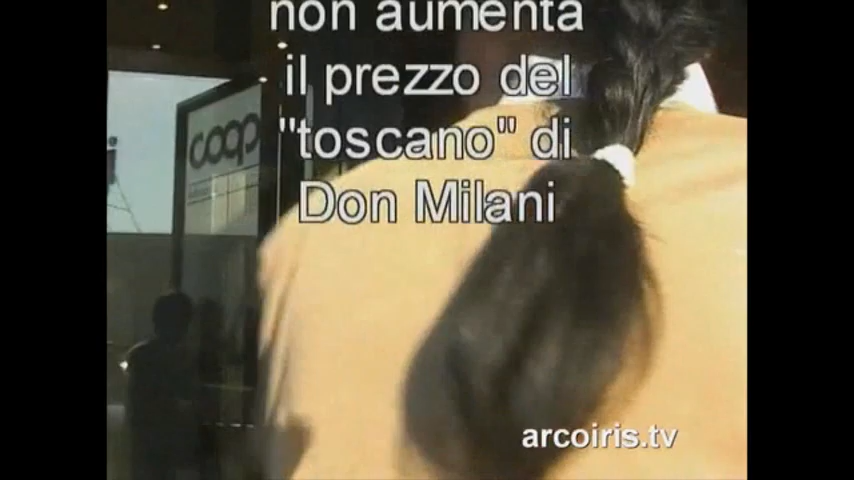 non aumenta
il prezzo del
"toscano" di
Don Milani
coop
arcoiris.tv